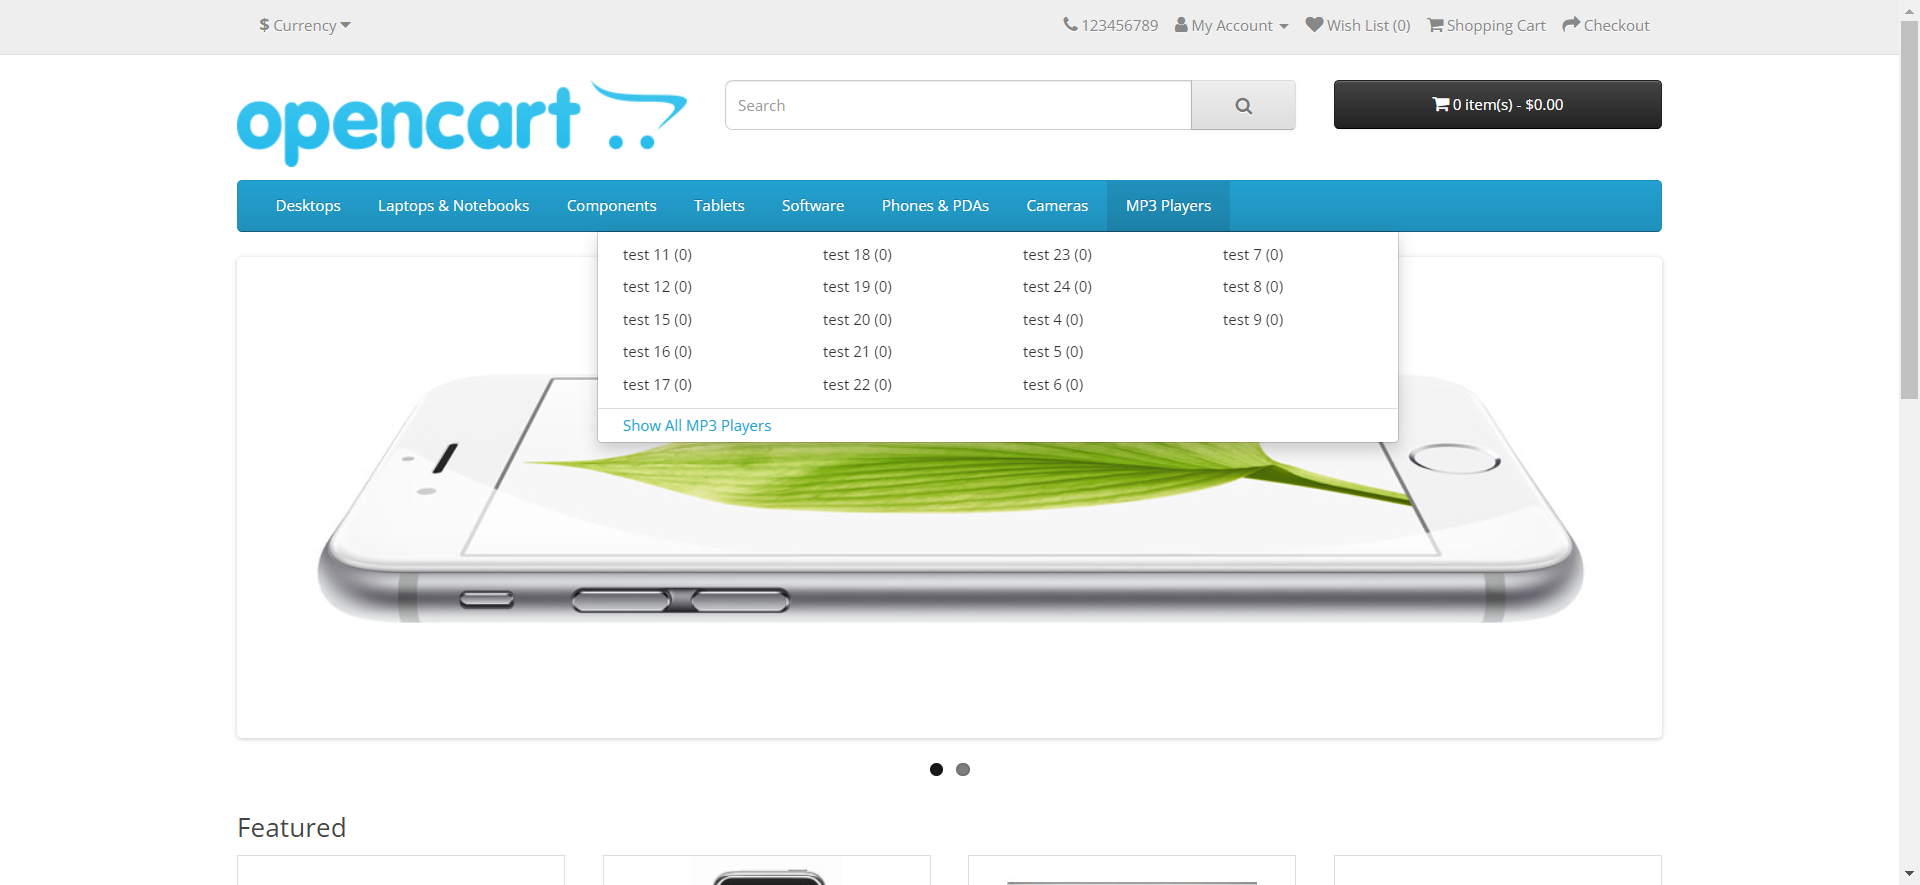 $ Currency
123456789 My Account Wish List (0) Shopping Cart Checkout
opencart
Search
0 item(s) - $0.00
Desktops Laptops & Notebooks Components Tablets Software Phones & PDAs Cameras MP3 Players
test 11 (0) test 18 (0) test 23 (0) test 7 (0)
test 12 (0) test 19 (0) test 24 (0) test 8 (0)
test 15 (0) test 20 (0) test 4 (0) test 9 (0)
test 16 (0) test 21 (0) test 5 (0)
test 17 (0) test 22 (0) test 6 (0)
Show All MP3 Players
Featured